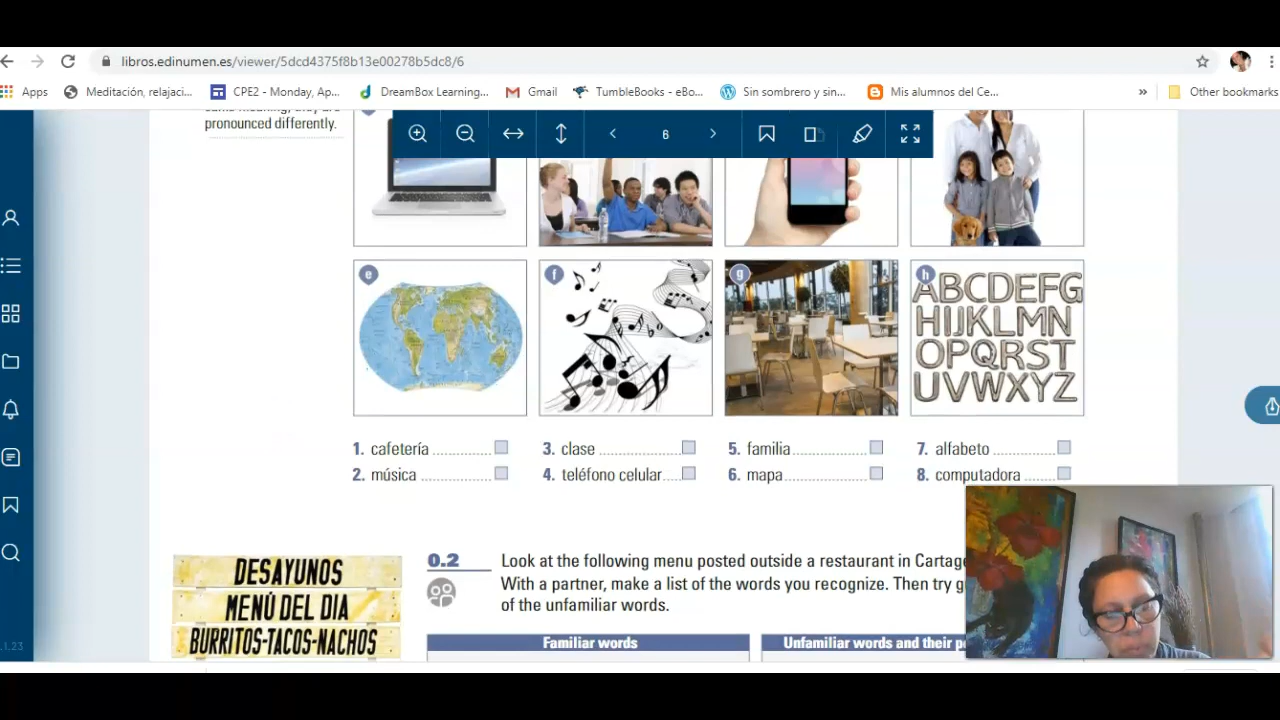 libros.edinumen.es/viewer/5dcd4375f8b13e00278b5dc8/6
Apps Meditación, relajaci... CPE2 - Monday, Ap... DreamBox Learning... Gmail TumbleBooks - eBo... Sin sombrero y sin... Mis alumnos del Ce... » Other bookmarks
pronounced differently.
6
e f g h
ABCDEFG
HIJKLMN
OPQRST
UVWXYZ
1. cafetería 3. clase 5. familia 7. alfabeto
2. música 4. teléfono celular 6. mapa 8. computadora
DESAYUNOS
MENÚ DEL DIA
BURRITOS-TACOS-NACHOS
0.2 Look at the following menu posted outside a restaurant in Cartage
With a partner, make a list of the words you recognize. Then try g
of the unfamiliar words.
Familiar words Unfamiliar words and their p
.1.23